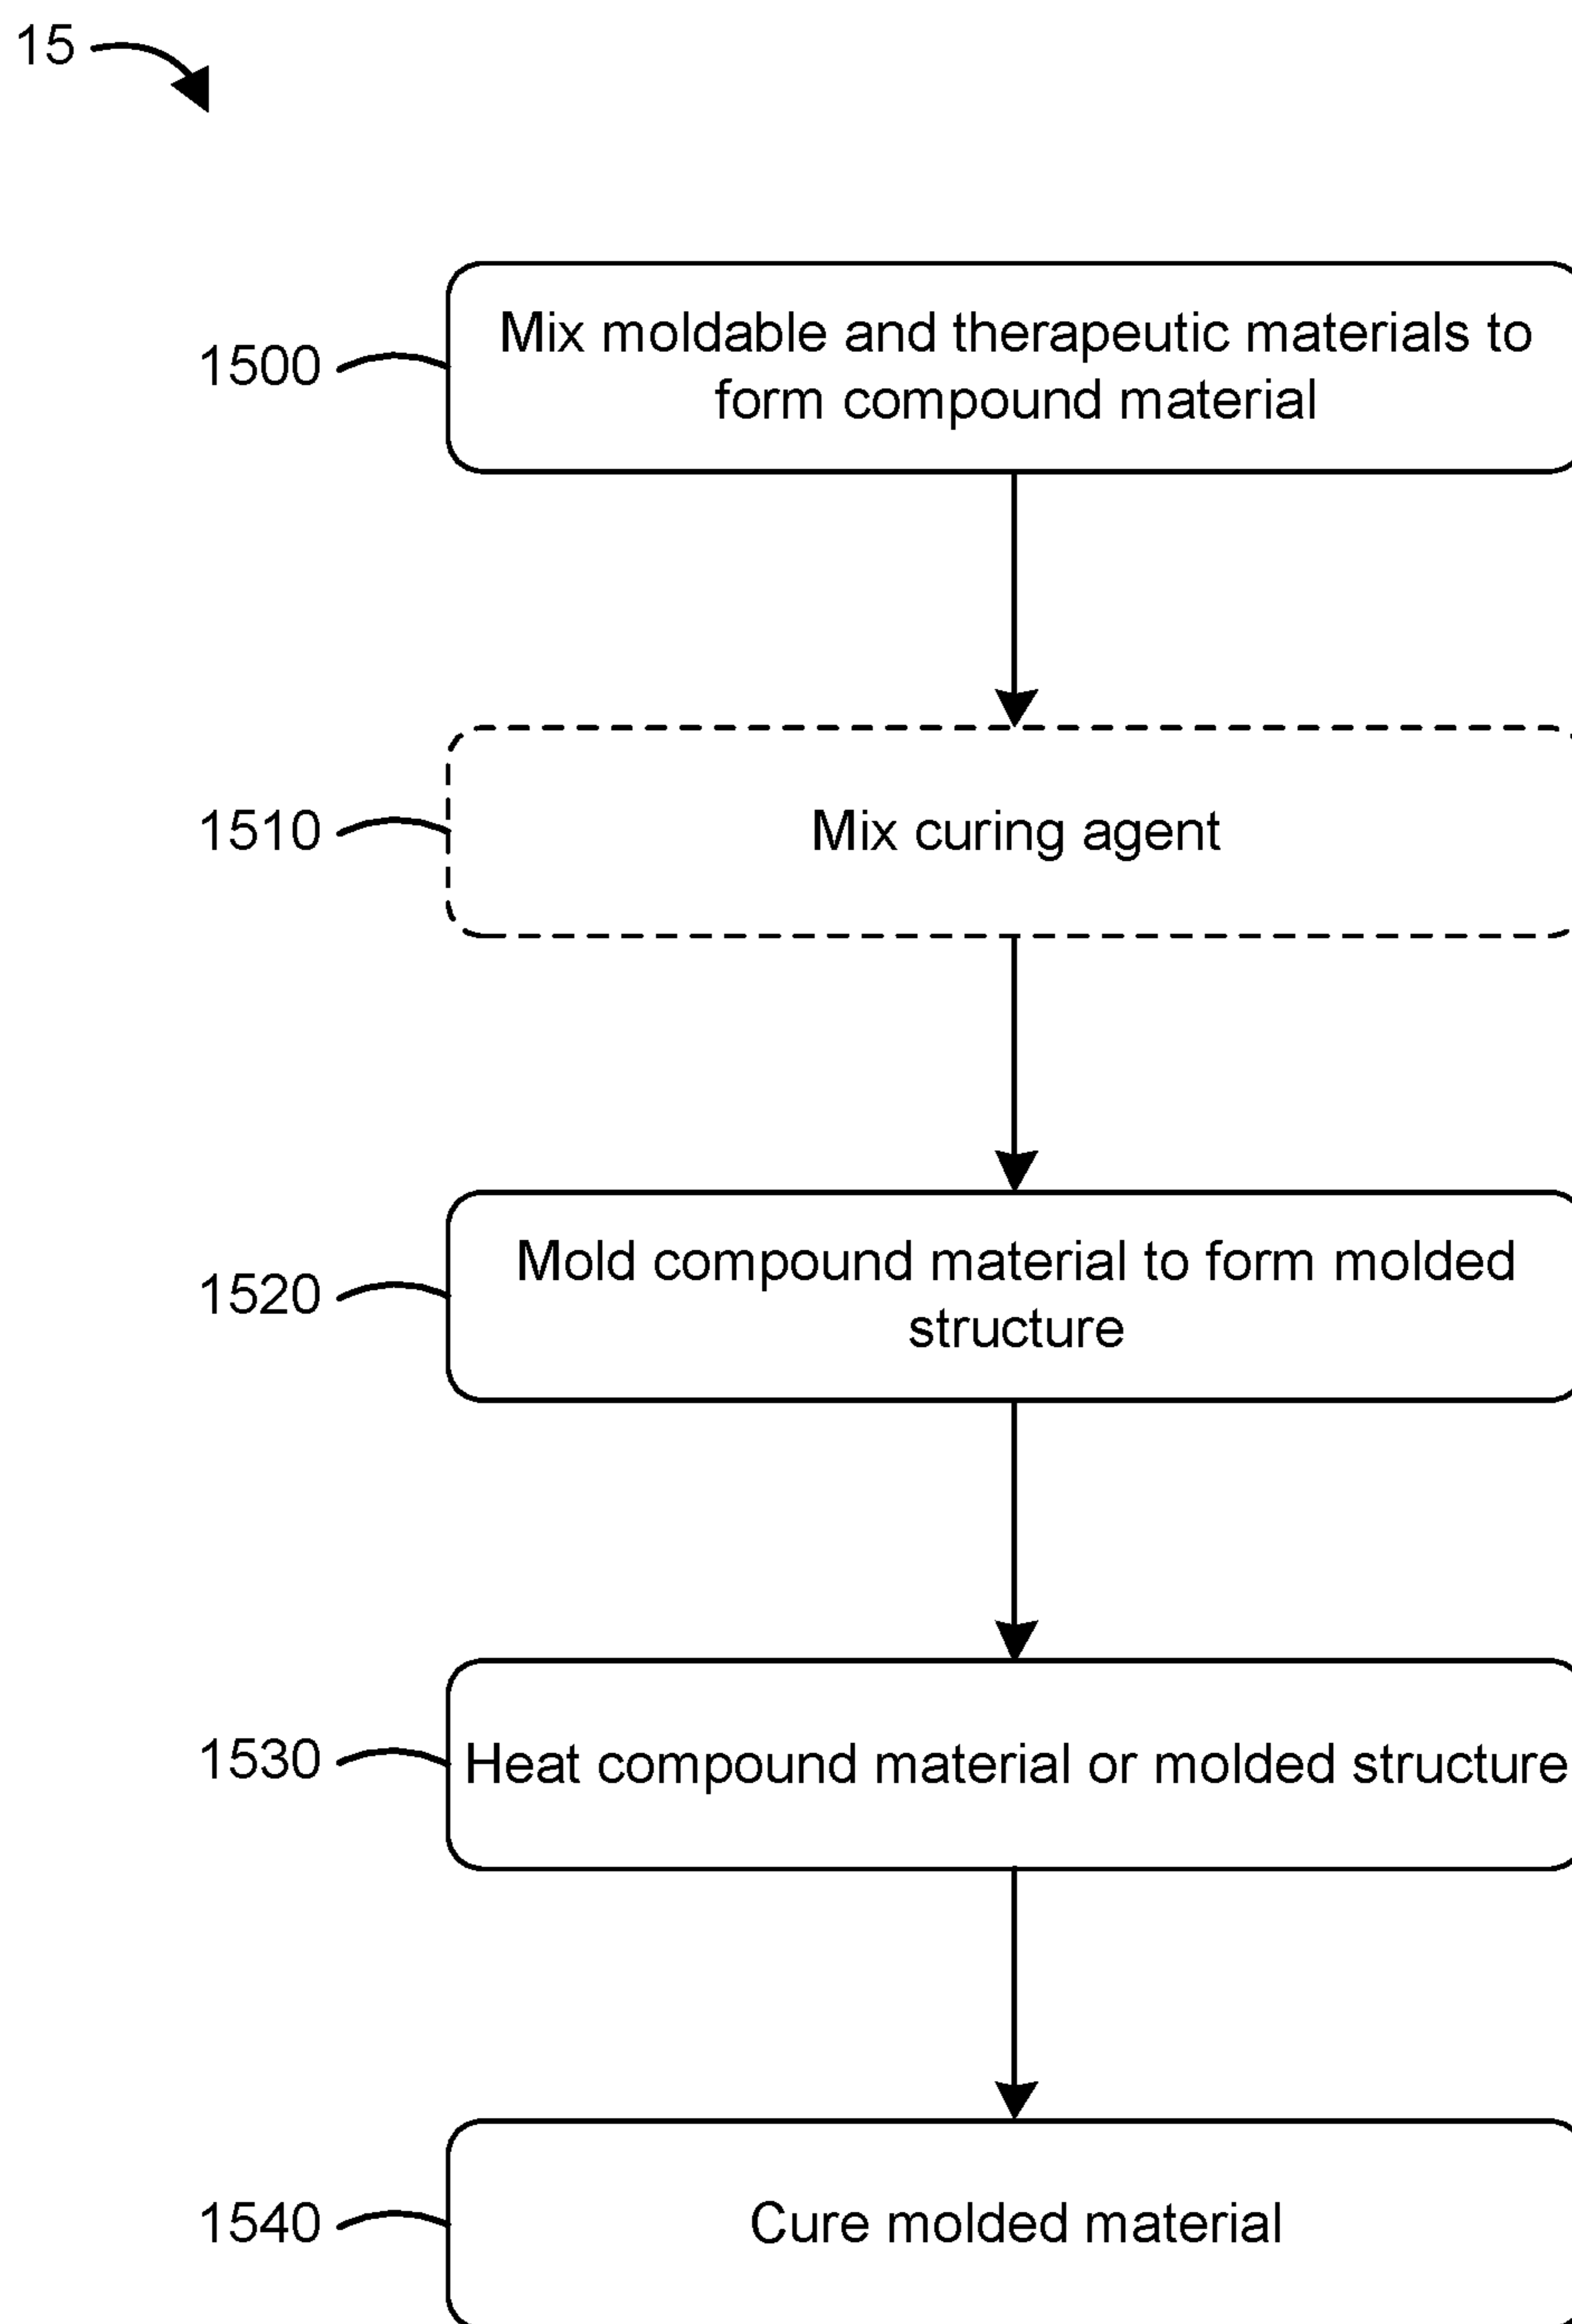 15
1500
Mix moldable and therapeutic materials to
form compound material
1510
Mix curing agent
1520
Mold compound material to form molded
structure
1530
Heat compound material or molded structure
1540
Cure molded material